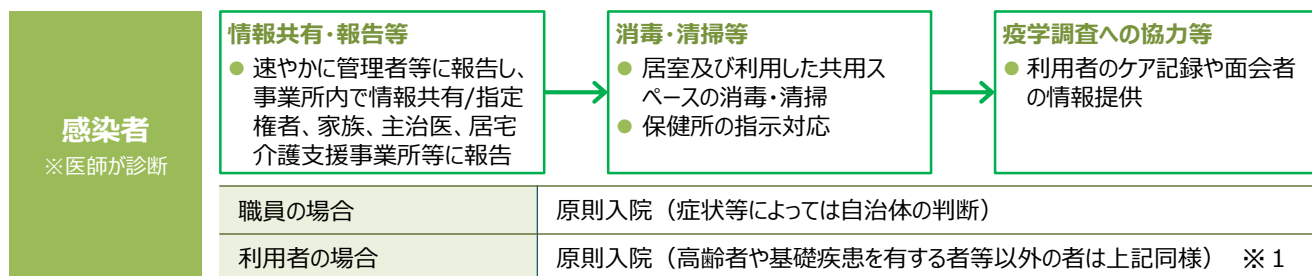 感染者
※医師が診断
情報共有・報告等
● 速やかに管理者等に報告し、
事業所内で情報共有/指定
権者、家族、主治医、居宅
介護支援事業所等に報告
消毒・清掃等
● 居室及び利用した共用ス
ペースの消毒・清掃
● 保健所の指示対応
疫学調査への協力等
● 利用者のケア記録や面会者
の情報提供
職員の場合 原則入院（症状等によっては自治体の判断）
利用者の場合 原則入院（高齢者や基礎疾患を有する者等以外の者は上記同様） ※１